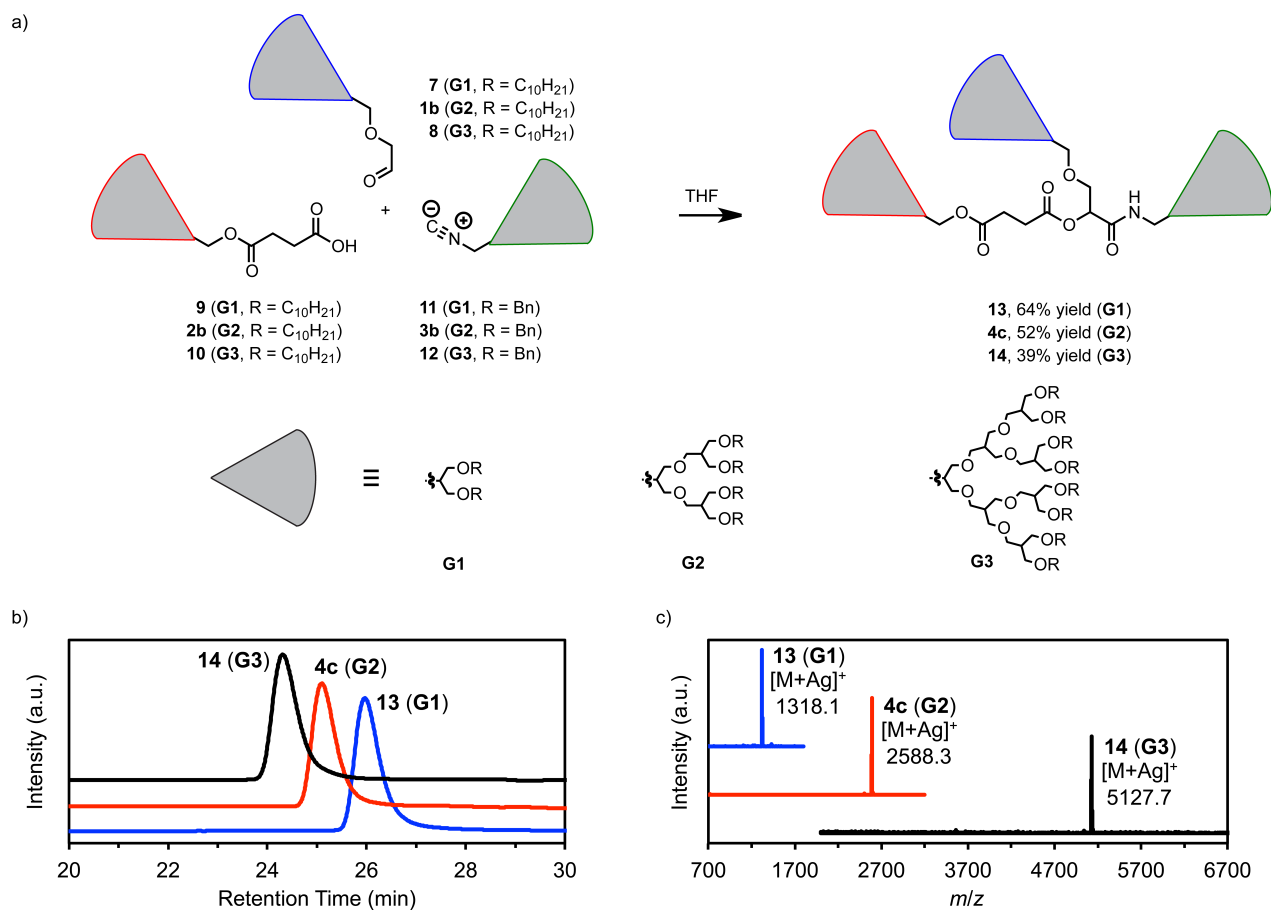 a)
7 (G1, R = C₁₀H₂₁)
1b (G2, R = C₁₀H₂₁)
8 (G3, R = C₁₀H₂₁)
O
O
O
O
OH
O
+
⊖
⊕
C≡N
THF
O
O
O
O
O
H
N
O
9 (G1, R = C₁₀H₂₁)
2b (G2, R = C₁₀H₂₁)
10 (G3, R = C₁₀H₂₁)
11 (G1, R = Bn)
3b (G2, R = Bn)
12 (G3, R = Bn)
13, 64% yield (G1)
4c, 52% yield (G2)
14, 39% yield (G3)
≡
OR
OR
G1
OR
O
OR
O
OR
OR
G2
OR
OR
O
OR
O
O
OR
O
O
OR
OR
O
OR
OR
G3
b)
14 (G3)
4c (G2)
13 (G1)
Intensity (a.u.)
20 22 24 26 28 30
Retention Time (min)
c)
13 (G1)
[M+Ag]⁺
1318.1
4c (G2)
[M+Ag]⁺
2588.3
14 (G3)
[M+Ag]⁺
5127.7
Intensity (a.u.)
700 1700 2700 3700 4700 5700 6700
m/z